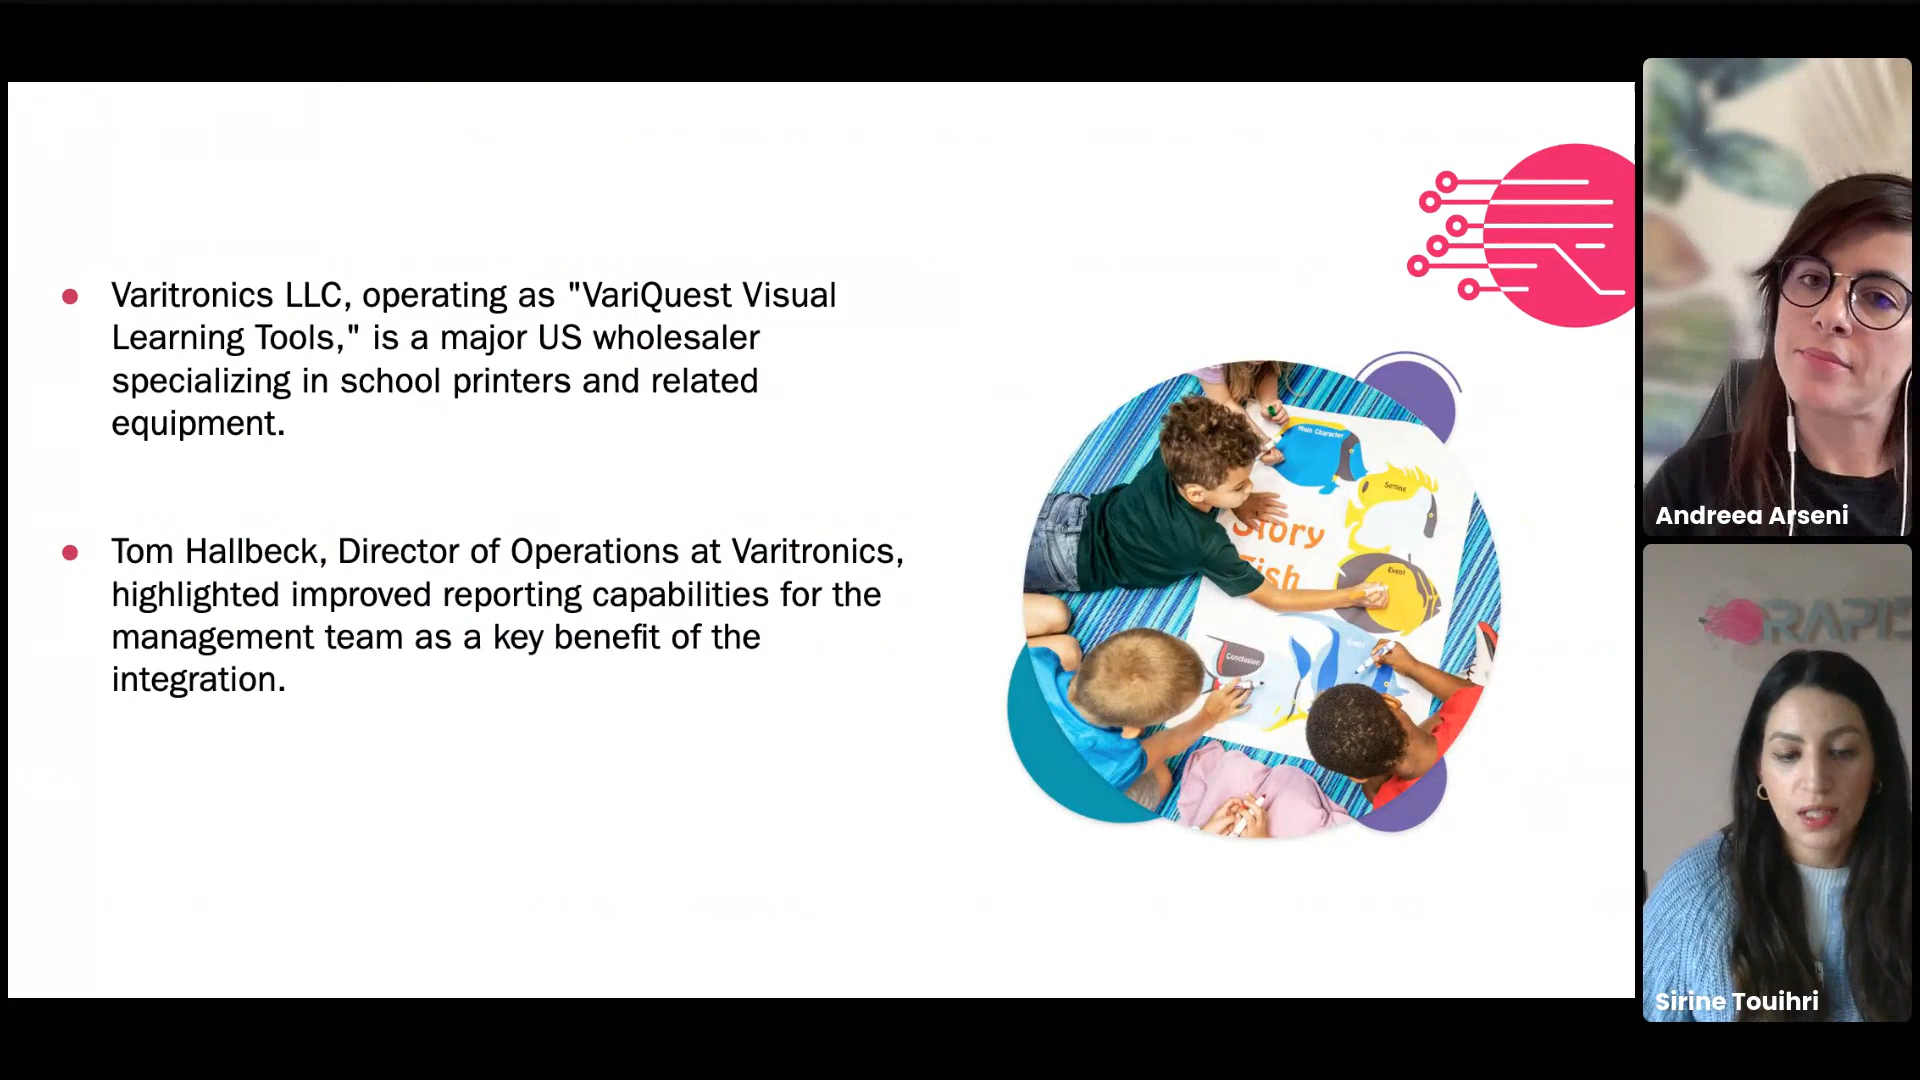 Varitronics LLC, operating as "VariQuest Visual
Learning Tools," is a major US wholesaler
specializing in school printers and related
equipment.
Tom Hallbeck, Director of Operations at Varitronics,
highlighted improved reporting capabilities for the
management team as a key benefit of the
integration.
Main Character
Setting
Story
Fish
Event
Conclusion
Andreea Arseni
RAPID
Sirine Touihri